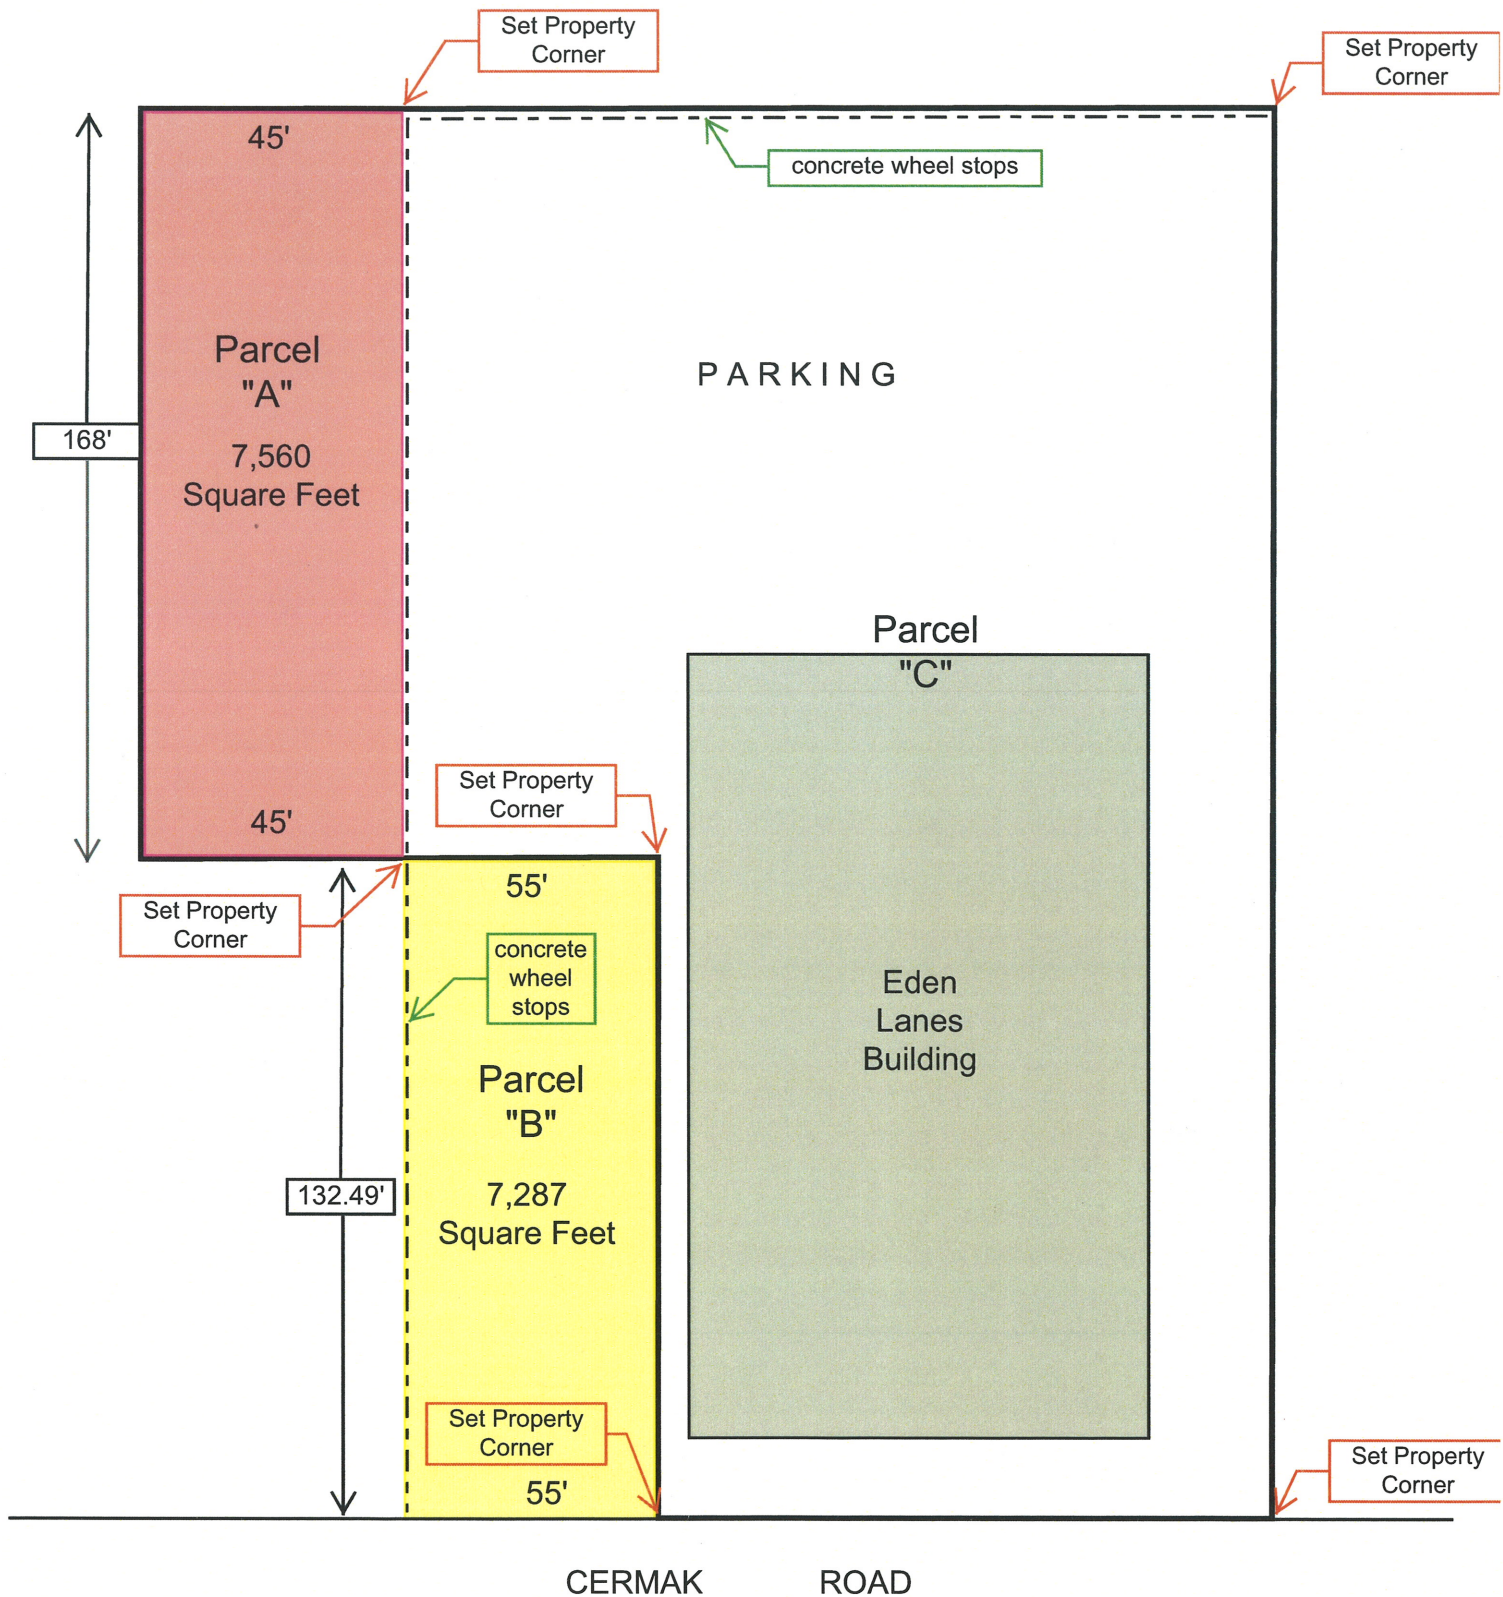 Set Property
Corner
Set Property
Corner
45'
concrete wheel stops
Parcel
"A"
7,560
Square Feet
168'
PARKING
Parcel
"C"
45'
Set Property
Corner
Set Property
Corner
55'
concrete
wheel
stops
Eden
Lanes
Building
Parcel
"B"
7,287
Square Feet
132.49'
Set Property
Corner
55'
Set Property
Corner
CERMAK ROAD